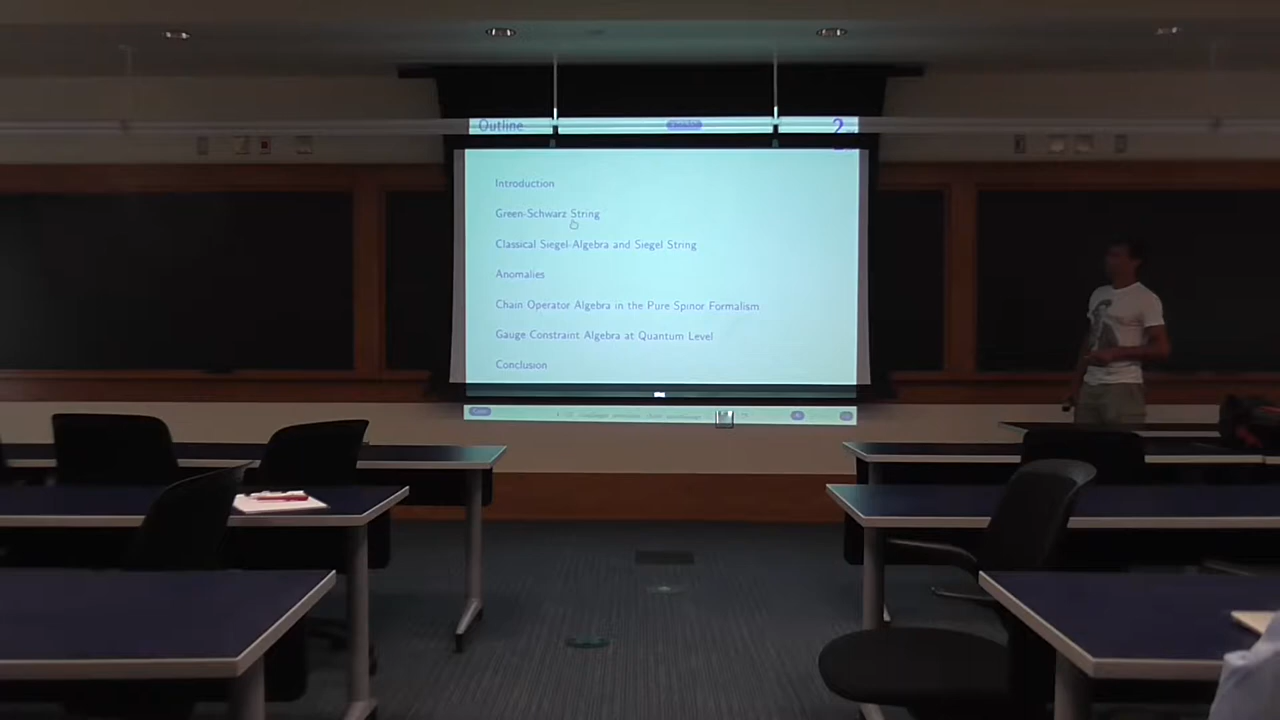 Outline
2
Introduction
Green-Schwarz String
Classical Siegel Algebra and Siegel String
Anomalies
Chain Operator Algebra in the Pure Spinor Formalism
Gauge Constraint Algebra at Quantum Level
Conclusion